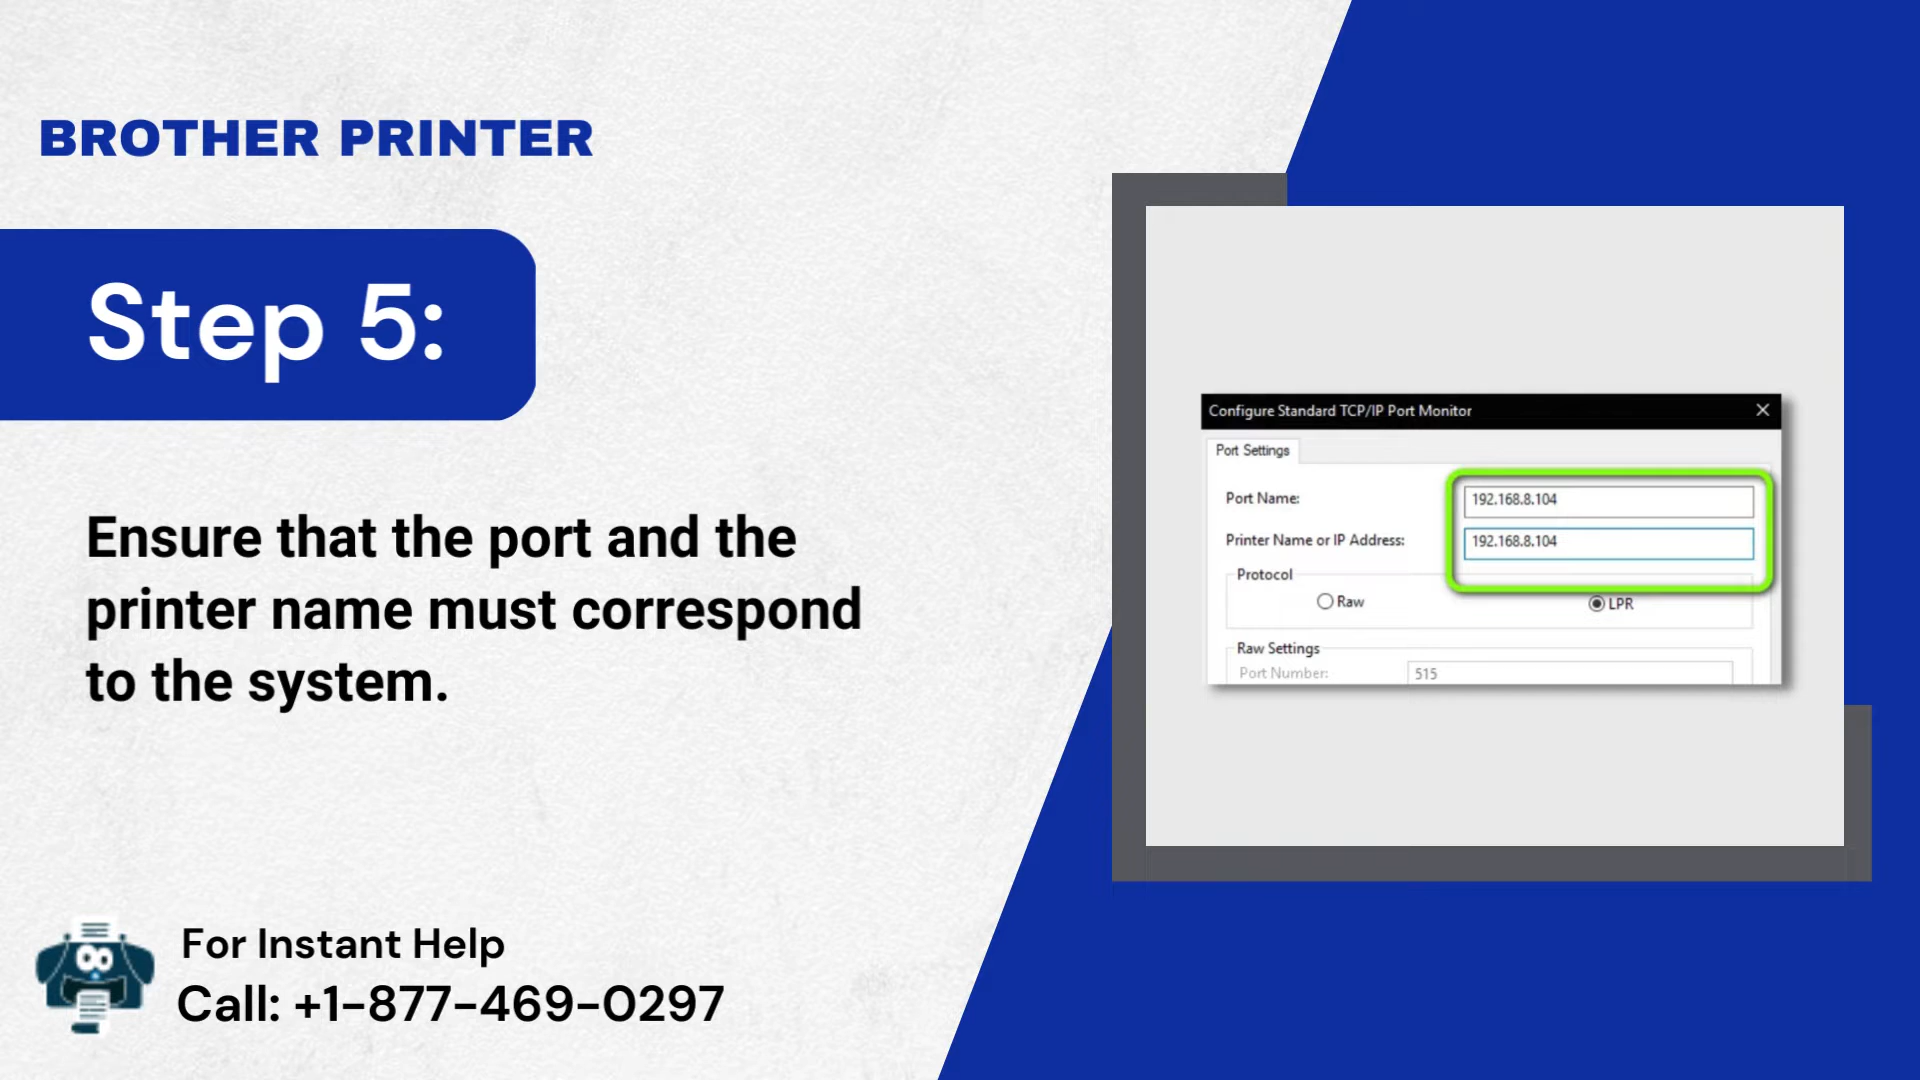 BROTHER PRINTER
Step 5:
Ensure that the port and the
printer name must correspond
to the system.
For Instant Help
Call: +1-877-469-0297
Configure Standard TCP/IP Port Monitor
Port Settings
Port Name: 192.168.8.104
Printer Name or IP Address: 192.168.8.104
Protocol
Raw LPR
Raw Settings
Port Number: 515